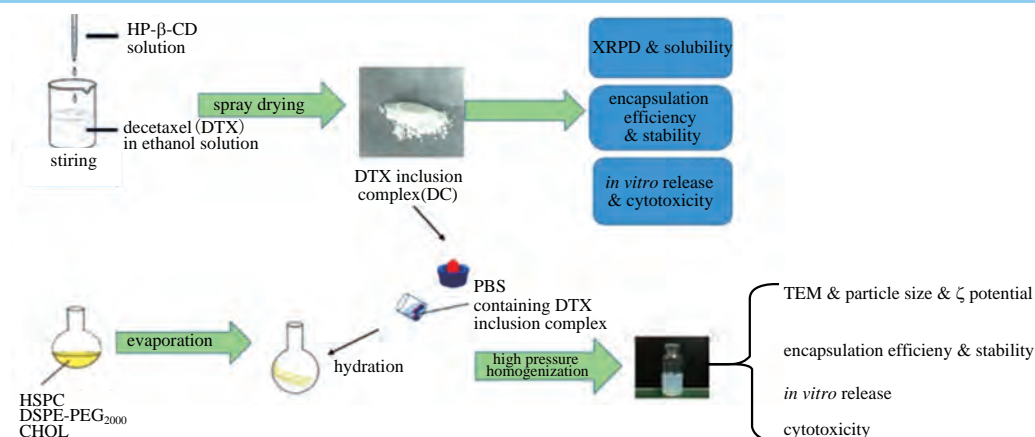 HP-β-CD
solution
decetaxel (DTX)
in ethanol solution
stiring
spray drying
DTX inclusion
complex(DC)
XRPD & solubility
encapsulation
efficiency
& stability
in vitro release
& cytotoxicity
PBS
containing DTX
inclusion complex
evaporation
HSPC
DSPE-PEG2000
CHOL
hydration
high pressure
homogenization
TEM & particle size & ζ potential
encapsulation efficieny & stability
in vitro release
cytotoxicity